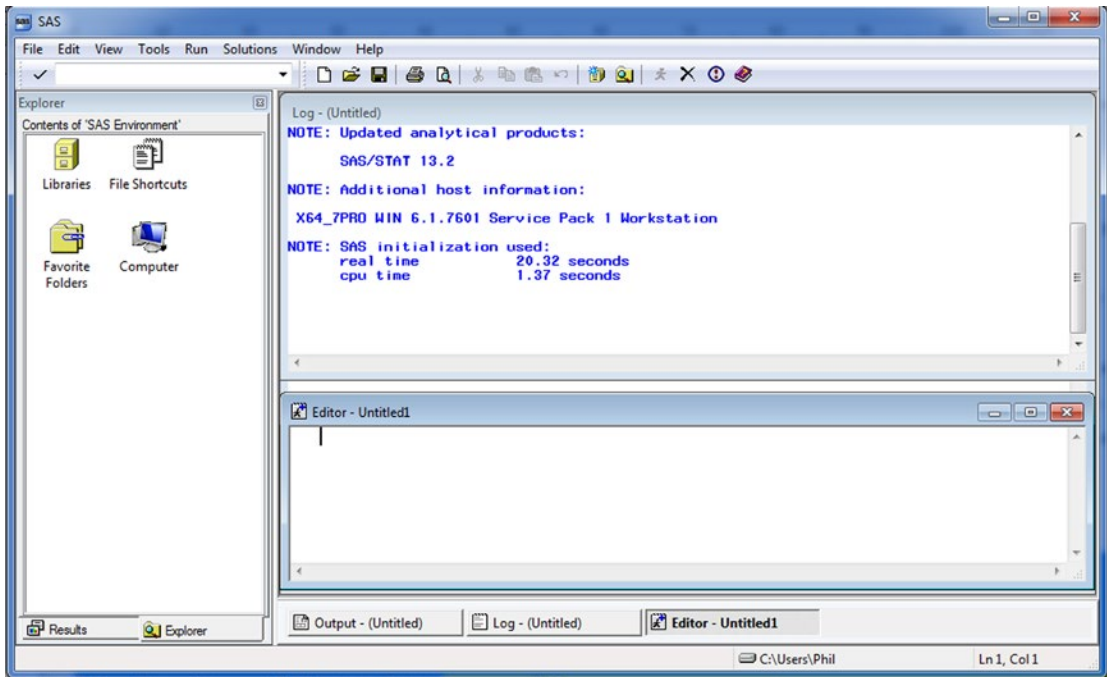 SAS
File Edit View Tools Run Solutions Window Help
Explorer
Contents of 'SAS Environment'
Libraries File Shortcuts
Favorite Folders
Computer
Results Explorer
Log - (Untitled)
NOTE: Updated analytical products:
SAS/STAT 13.2
NOTE: Additional host information:
X64_7PRO WIN 6.1.7601 Service Pack 1 Workstation
NOTE: SAS initialization used:
real time 20.32 seconds
cpu time 1.37 seconds
Editor - Untitled1
Output - (Untitled) Log - (Untitled) Editor - Untitled1
C:\Users\Phil Ln 1, Col 1